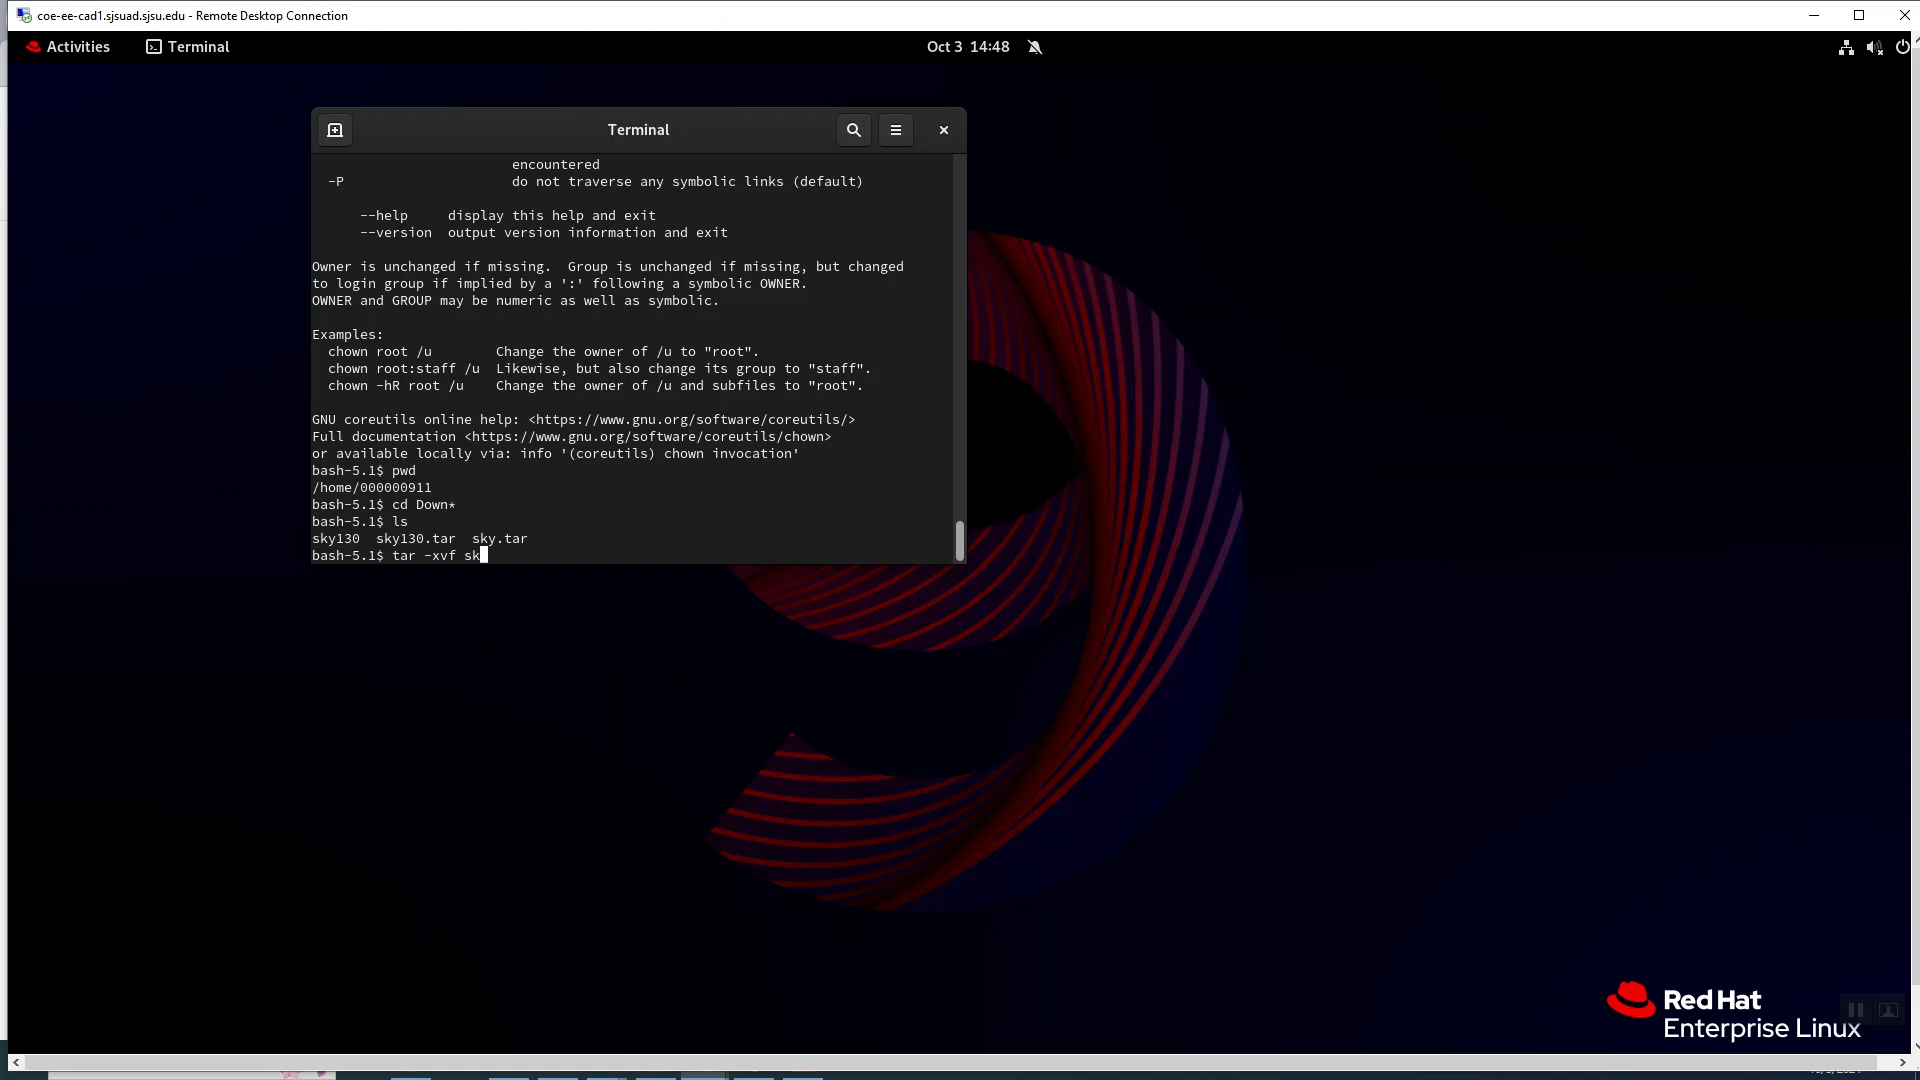 coe-ee-cad1.sjsuad.sjsu.edu - Remote Desktop Connection
Activities Terminal Oct 3 14:48
Terminal
encountered
-P do not traverse any symbolic links (default)
--help display this help and exit
--version output version information and exit
Owner is unchanged if missing. Group is unchanged if missing, but changed
to login group if implied by a ':' following a symbolic OWNER.
OWNER and GROUP may be numeric as well as symbolic.
Examples:
chown root /u Change the owner of /u to "root".
chown root:staff /u Likewise, but also change its group to "staff".
chown -hR root /u Change the owner of /u and subfiles to "root".
GNU coreutils online help: <https://www.gnu.org/software/coreutils/>
Full documentation <https://www.gnu.org/software/coreutils/chown>
or available locally via: info '(coreutils) chown invocation'
bash-5.1$ pwd
/home/000000911
bash-5.1$ cd Down*
bash-5.1$ ls
sky130 sky130.tar sky.tar
bash-5.1$ tar -xvf sk
Red Hat
Enterprise Linux